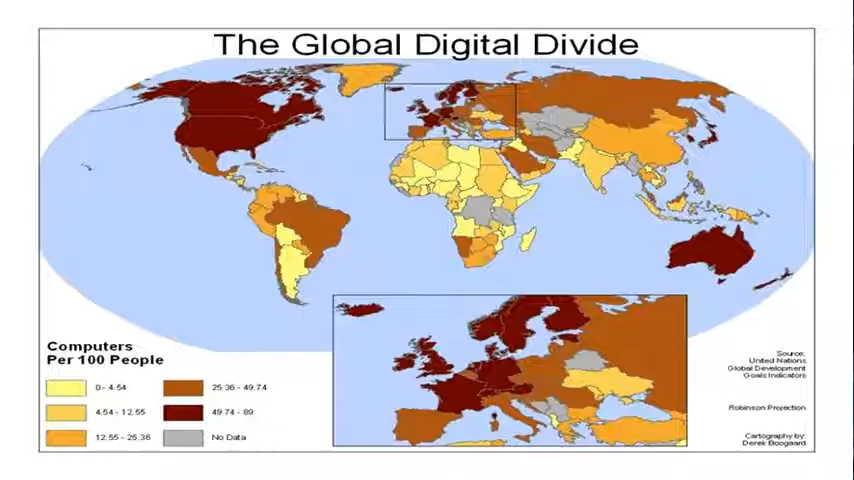 The Global Digital Divide
Computers
Per 100 People
0 - 4.54
4.54 - 12.55
12.55 - 25.36
25.36 - 49.74
49.74 - 89
No Data
Source:
United Nations
Global Development
Goals Indicators
Robinson Projection
Cartography by:
Derek Boogaard